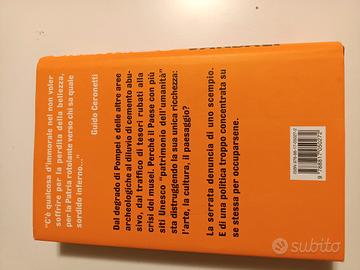 "C'è qualcosa d'immorale nel non voler
soffrire per la perdita della bellezza,
per la Patria rotolante verso chi sa quale
sordido inferno..."
Guido Ceronetti
Dal degrado di Pompei e delle altre aree
archeologiche al diluvio di cemento abu-
sivo, dal traffico di tesori rubati alla
crisi dei musei. Perché il Paese con più
siti Unesco "patrimonio dell'umanità"
sta distruggendo la sua unica ricchezza:
l'arte, la cultura, il paesaggio?
La serrata denuncia di uno scempio.
E di una politica troppo concentrata su
se stessa per occuparsene.
subito